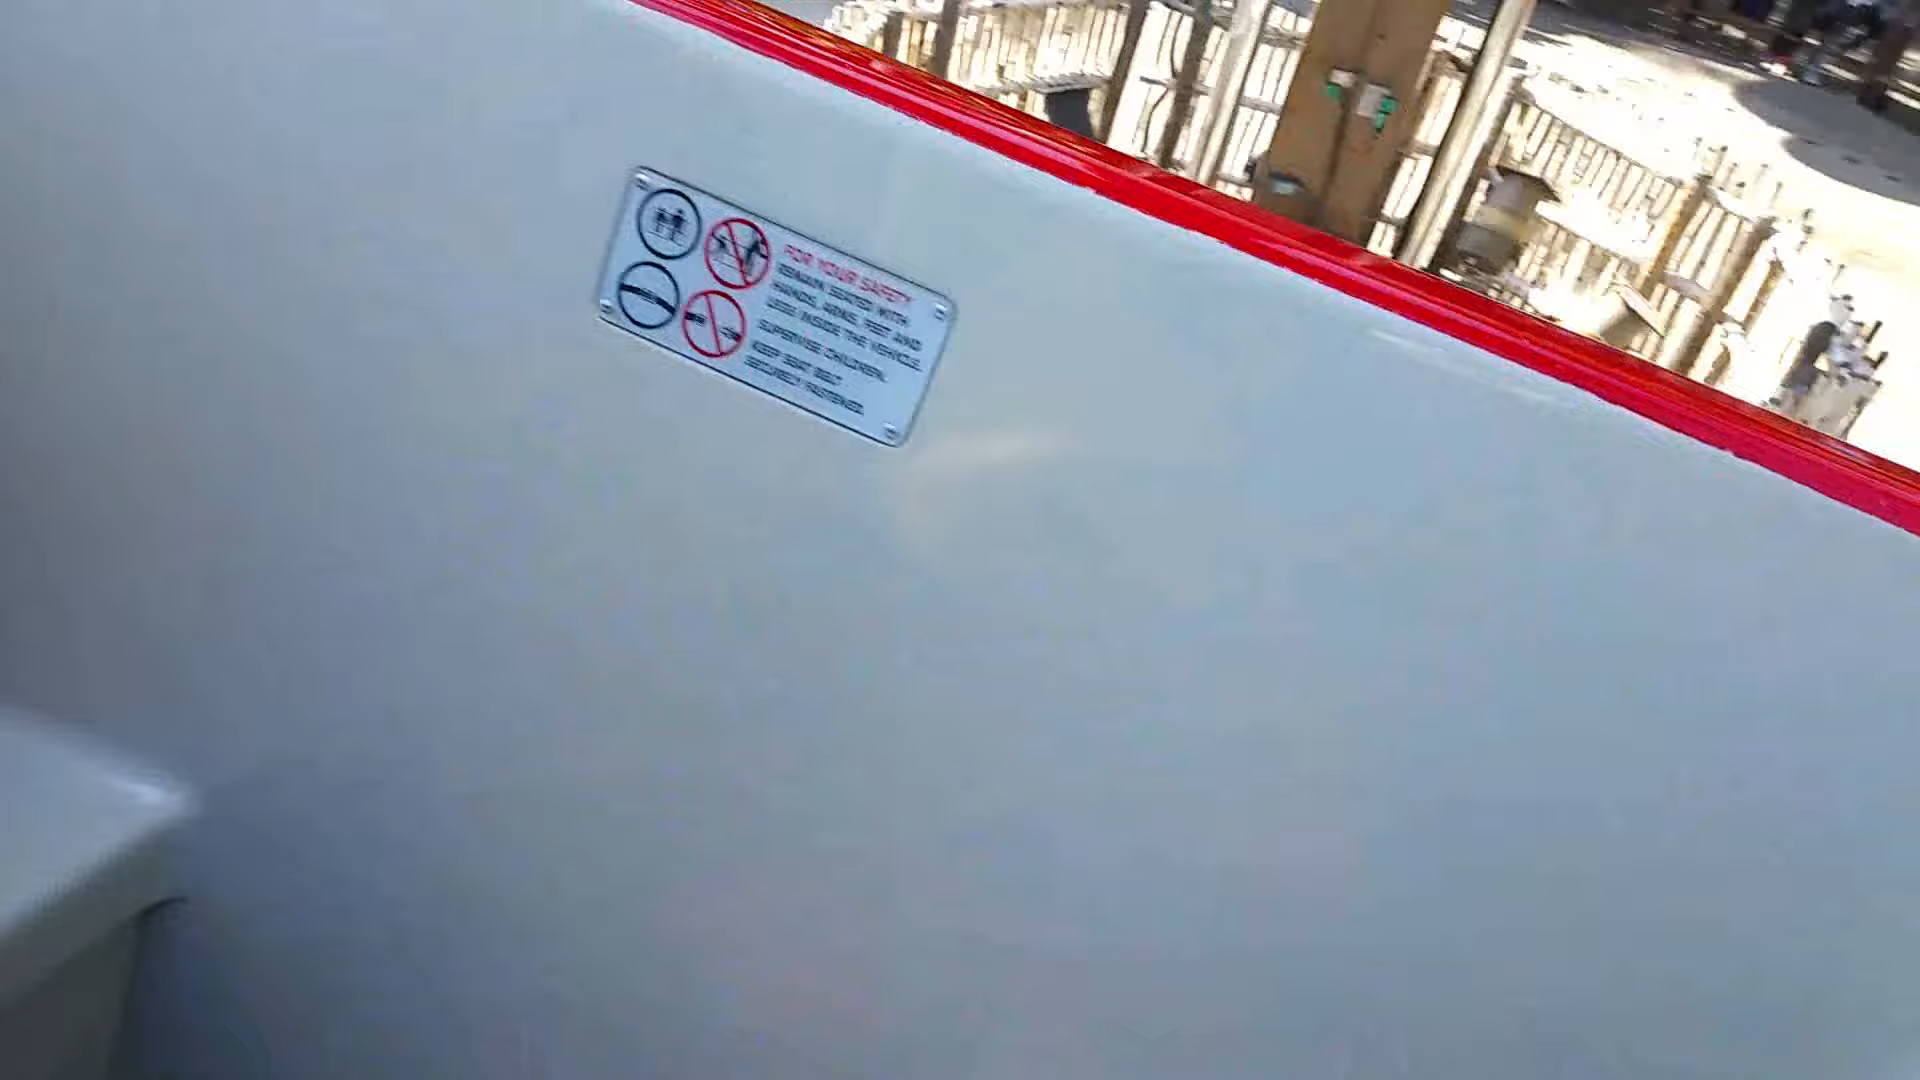 FOR YOUR SAFETY
REMAIN SEATED WITH
HANDS, ARMS, FEET AND
LEGS INSIDE THE VEHICLE.
SUPERVISE CHILDREN.
KEEP SEAT BELT
SECURELY FASTENED.